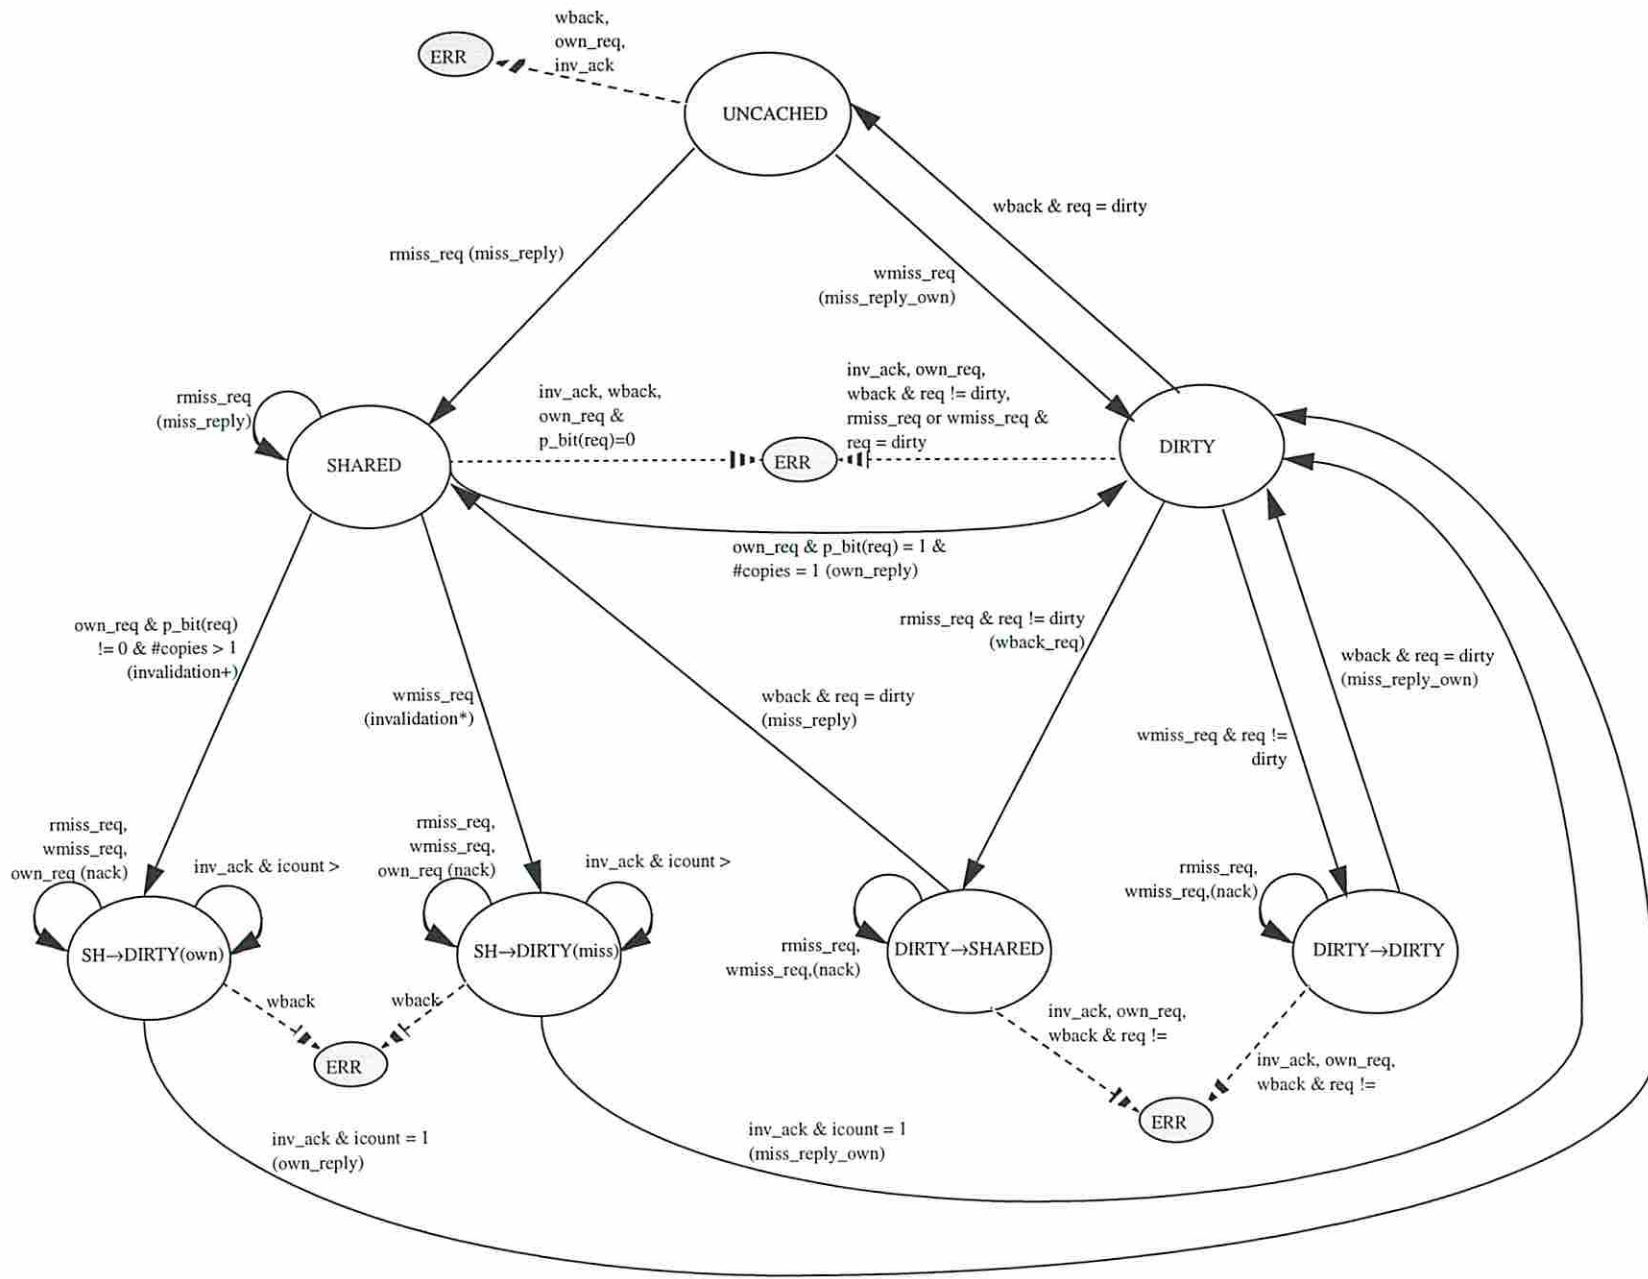 wback,
own_req,
inv_ack
ERR
UNCACHED
wback & req = dirty
rmiss_req (miss_reply)
wmiss_req
(miss_reply_own)
rmiss_req
(miss_reply)
inv_ack, wback,
own_req &
p_bit(req)=0
inv_ack, own_req,
wback & req != dirty,
rmiss_req or wmiss_req &
req = dirty
SHARED
ERR
DIRTY
own_req & p_bit(req) = 1 &
#copies = 1 (own_reply)
own_req & p_bit(req)
!= 0 & #copies > 1
(invalidation+)
wmiss_req
(invalidation*)
wback & req = dirty
(miss_reply)
rmiss_req & req != dirty
(wback_req)
wmiss_req & req !=
dirty
wback & req = dirty
(miss_reply_own)
rmiss_req,
wmiss_req,
own_req (nack)
inv_ack & icount >
rmiss_req,
wmiss_req,
own_req (nack)
inv_ack & icount >
rmiss_req,
wmiss_req,(nack)
rmiss_req,
wmiss_req,(nack)
SH→DIRTY(own)
SH→DIRTY(miss)
DIRTY→SHARED
DIRTY→DIRTY
wback
wback
ERR
inv_ack, own_req,
wback & req !=
inv_ack, own_req,
wback & req !=
ERR
inv_ack & icount = 1
(own_reply)
inv_ack & icount = 1
(miss_reply_own)